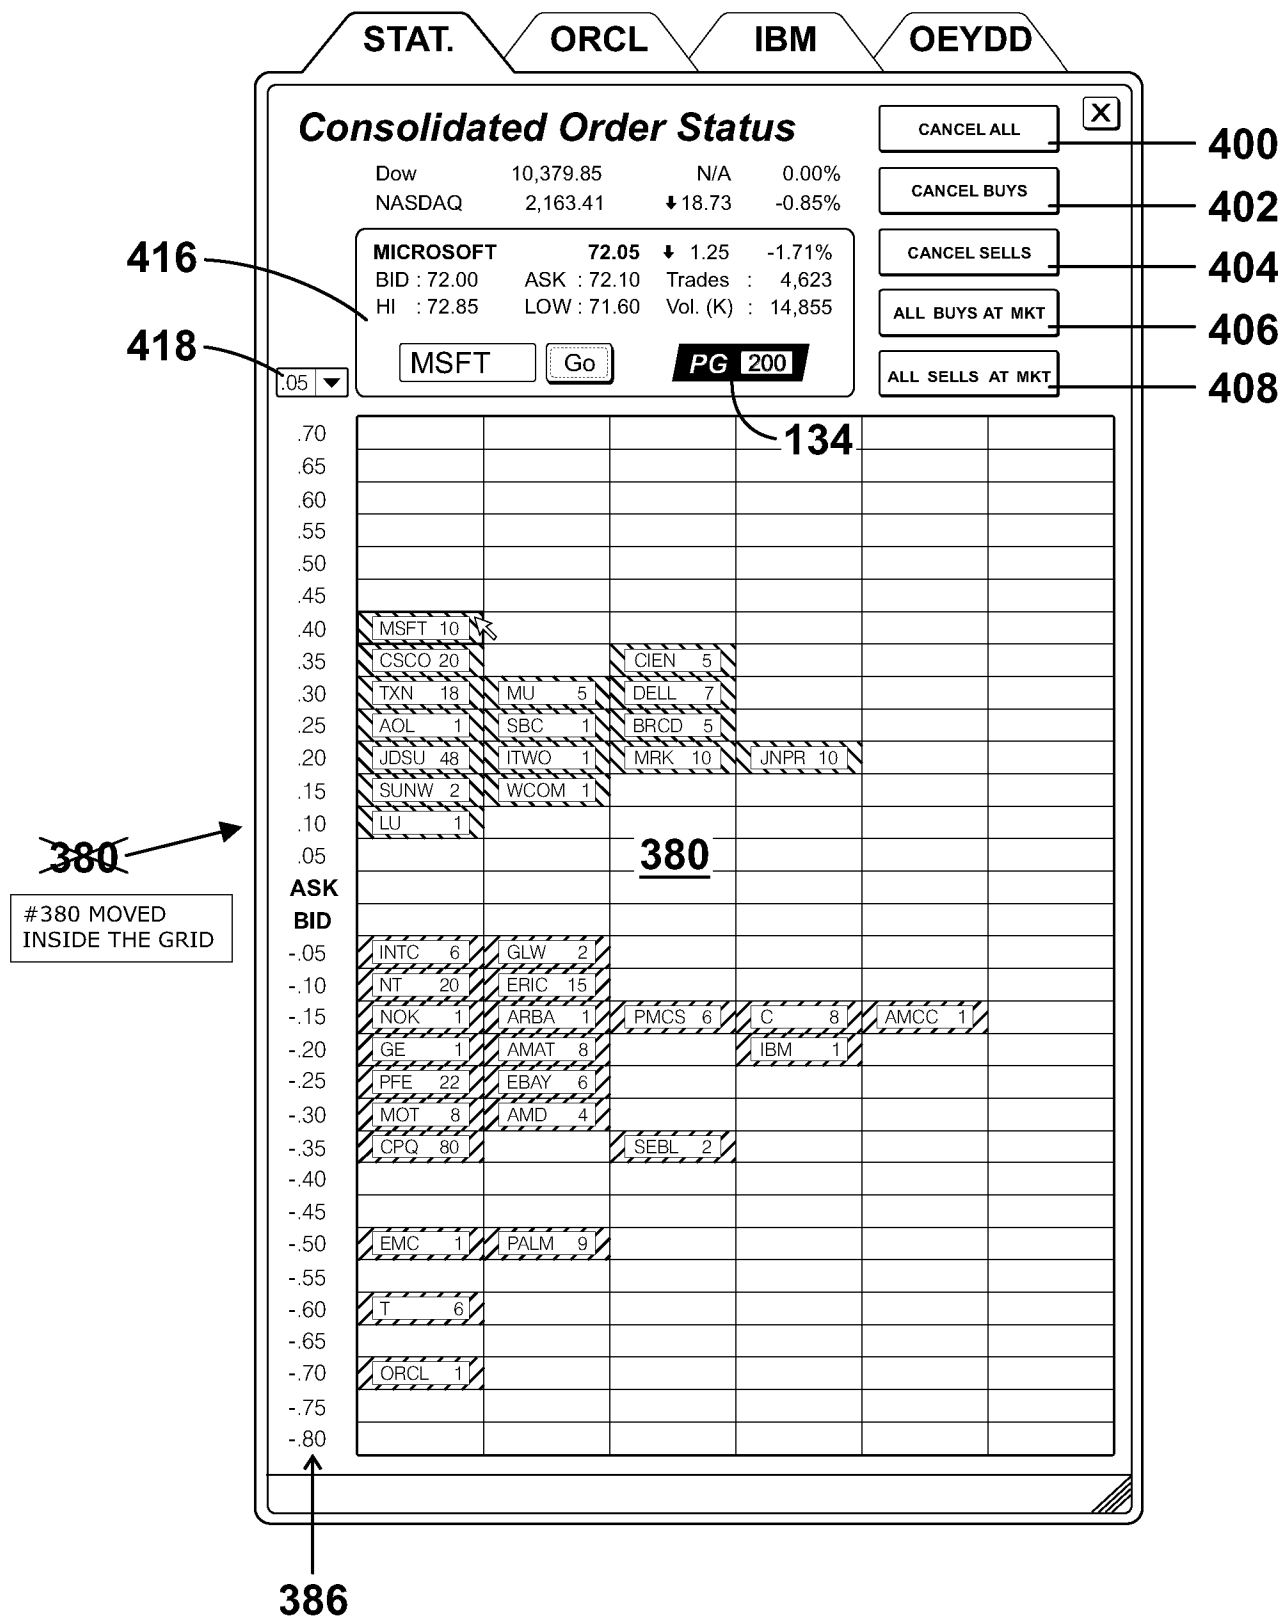 STAT. ORCL IBM OEYDD
Consolidated Order Status
X
CANCEL ALL
400
Dow 10,379.85 N/A 0.00%
NASDAQ 2,163.41 18.73 -0.85%
CANCEL BUYS
402
416
MICROSOFT 72.05 1.25 -1.71%
BID : 72.00 ASK : 72.10 Trades : 4,623
HI : 72.85 LOW : 71.60 Vol. (K) : 14,855
CANCEL SELLS
404
ALL BUYS AT MKT
406
418
MSFT Go PG 200
ALL SELLS AT MKT
408
.05
134
.70
.65
.60
.55
.50
.45
.40 MSFT 10
.35 CSCO 20 CIEN 5
.30 TXN 18 MU 5 DELL 7
.25 AOL 1 SBC 1 BRCD 5
.20 JDSU 48 ITWO 1 MRK 10 JNPR 10
.15 SUNW 2 WCOM 1
.10 LU 1
.05
380
380
#380 MOVED
INSIDE THE GRID
ASK
BID
-.05 INTC 6 GLW 2
-.10 NT 20 ERIC 15
-.15 NOK 1 ARBA 1 PMCS 6 C 8 AMCC 1
-.20 GE 1 AMAT 8 IBM 1
-.25 PFE 22 EBAY 6
-.30 MOT 8 AMD 4
-.35 CPQ 80 SEBL 2
-.40
-.45
-.50 EMC 1 PALM 9
-.55
-.60 T 6
-.65
-.70 ORCL 1
-.75
-.80
386